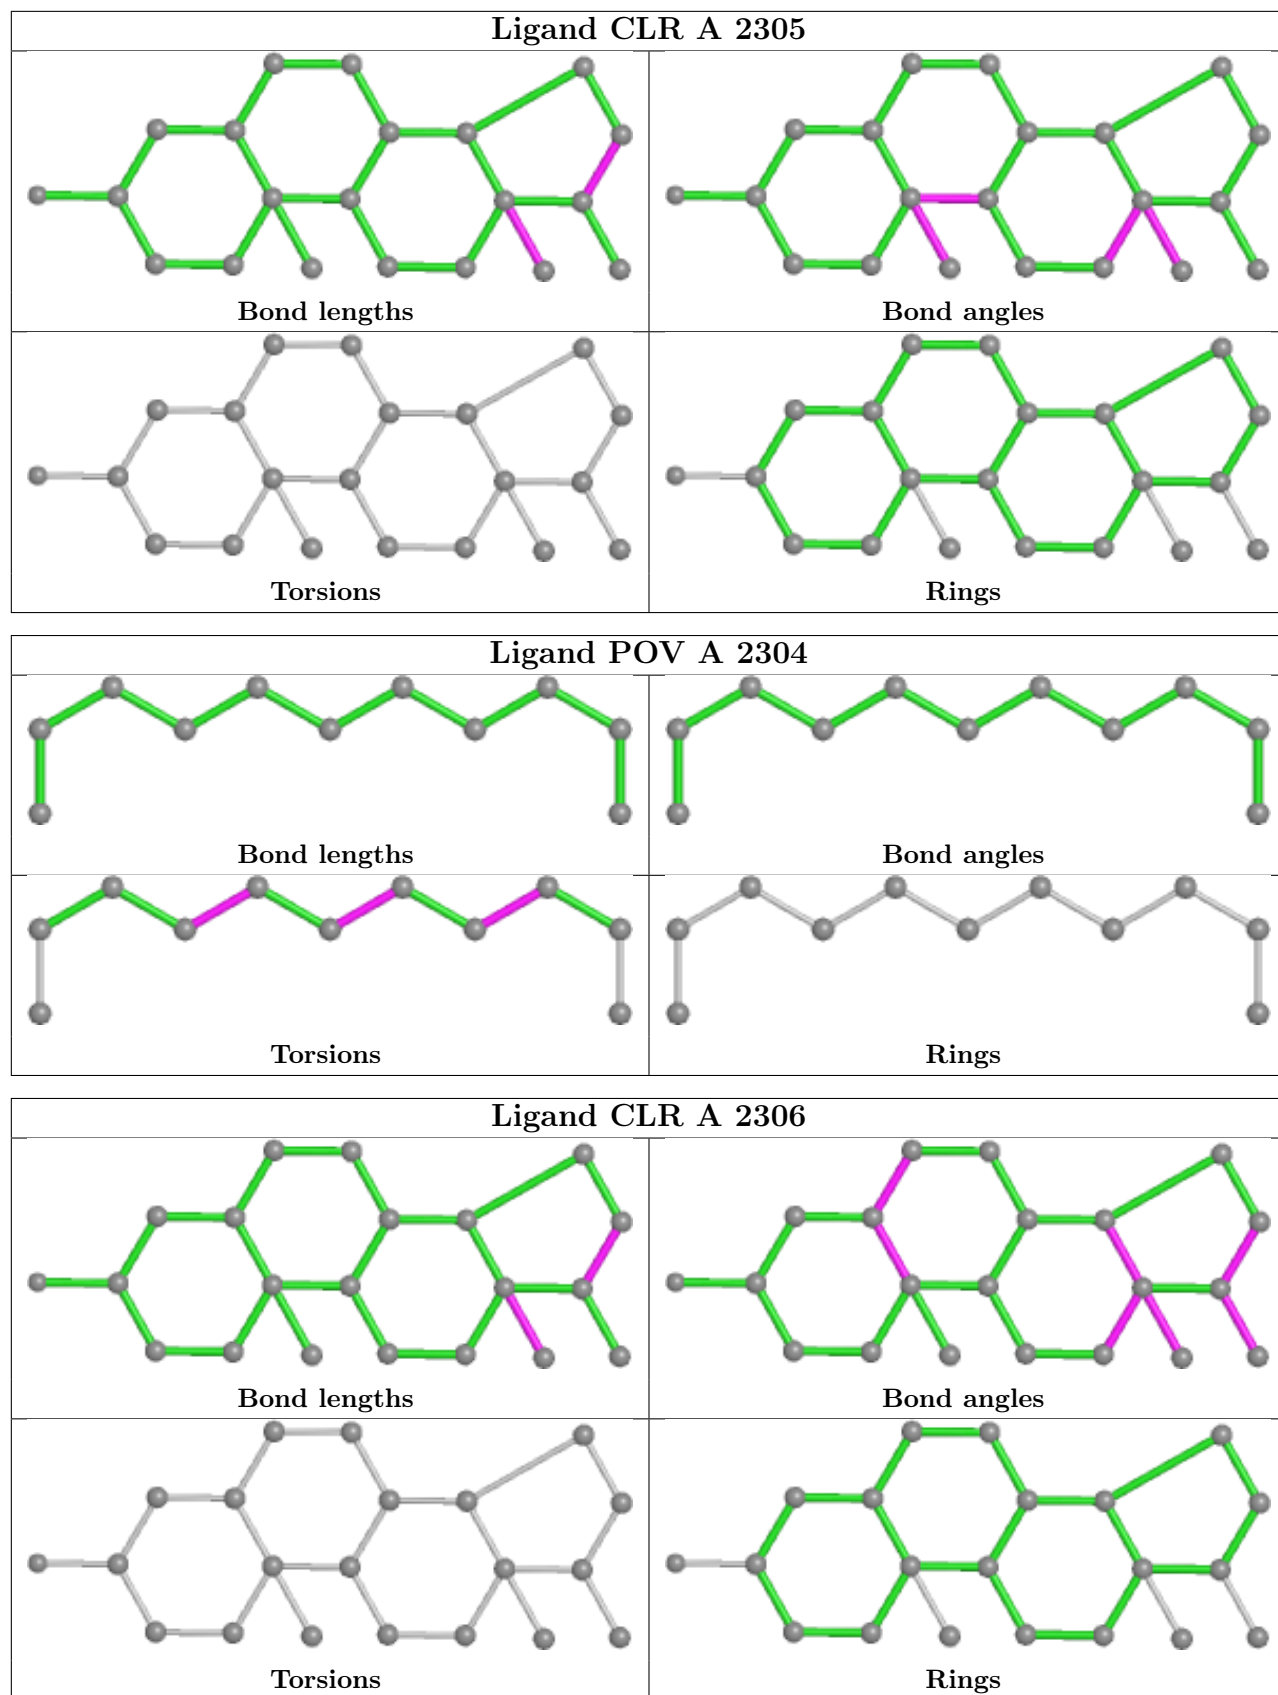 Ligand CLR A 2305
Bond lengths
Bond angles
Torsions
Rings
Ligand POV A 2304
Bond lengths
Bond angles
Torsions
Rings
Ligand CLR A 2306
Bond lengths
Bond angles
Torsions
Rings